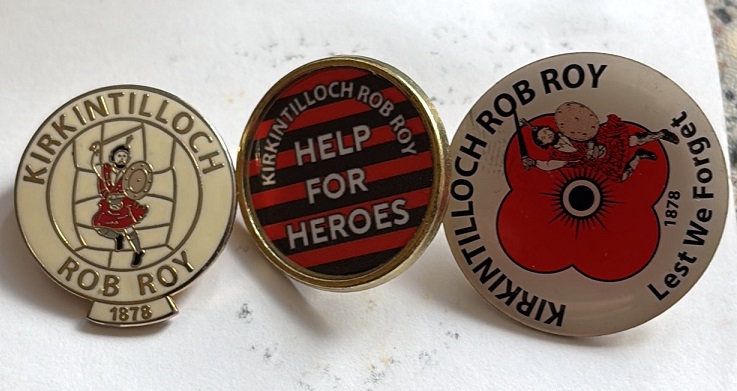 KIRKINTILLOCH
ROB ROY
1878
KIRKINTILLOCH ROB ROY
HELP
FOR
HEROES
KIRKINTILLOCH ROB ROY
1878
Lest We Forget